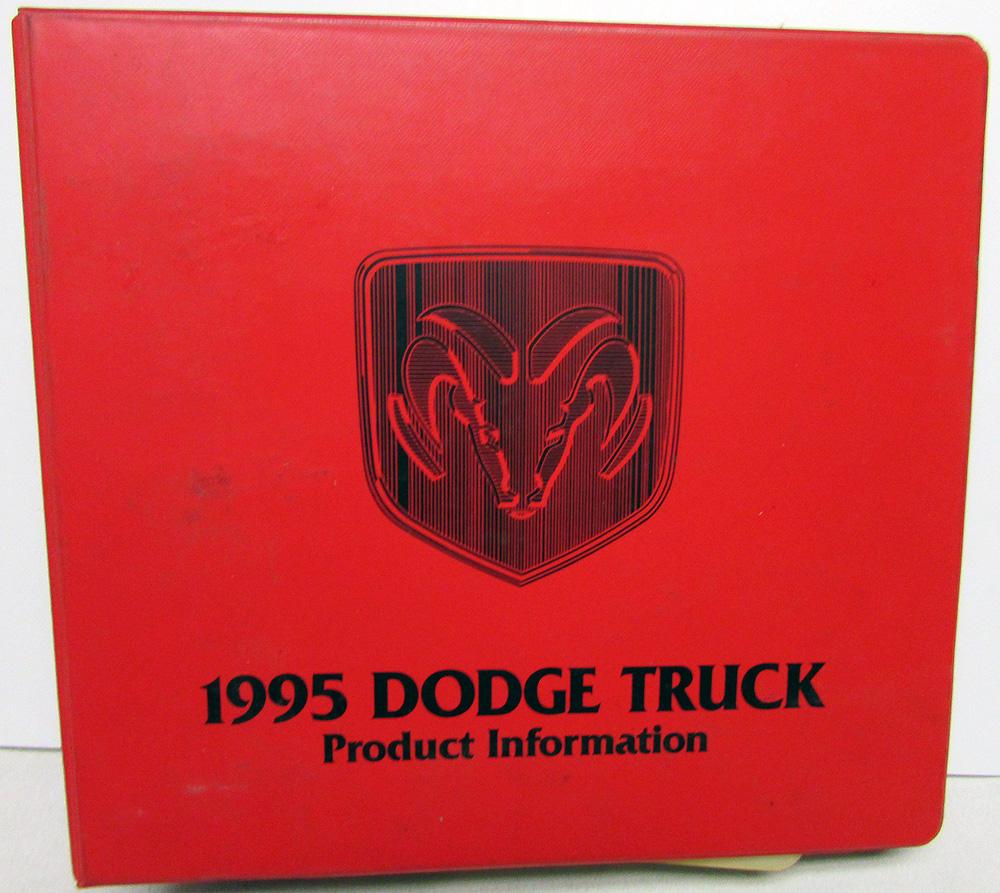 1995 DODGE TRUCK
Product Information